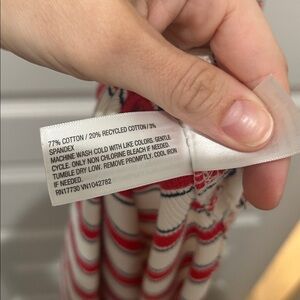 77% COTTON / 20% RECYCLED COTTON / 3%
SPANDEX
MACHINE WASH COLD WITH LIKE COLORS. GENTLE
CYCLE. ONLY NON CHLORINE BLEACH IF NEEDED.
TUMBLE DRY LOW. REMOVE PROMPTLY. COOL IRON
IF NEEDED.
RN17730 VN1042782